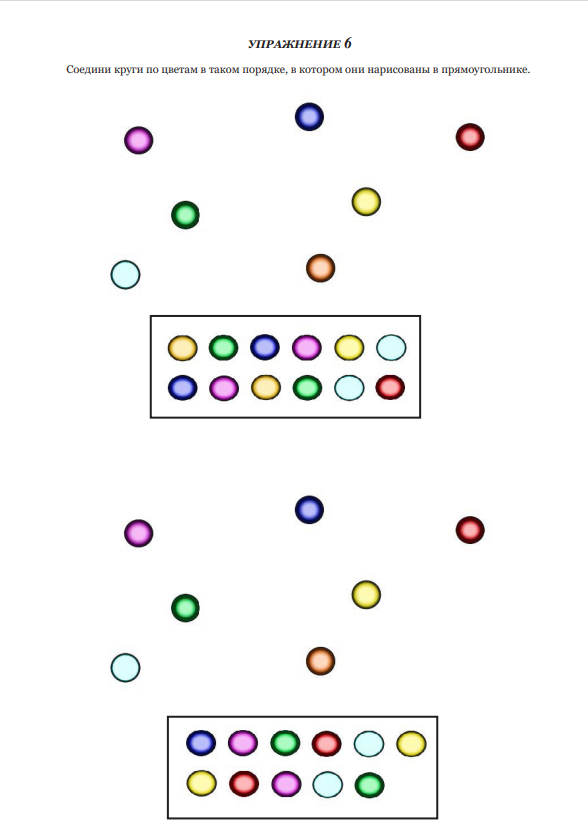 УПРАЖНЕНИЕ 6
Соедини круги по цветам в таком порядке, в котором они нарисованы в прямоугольнике.